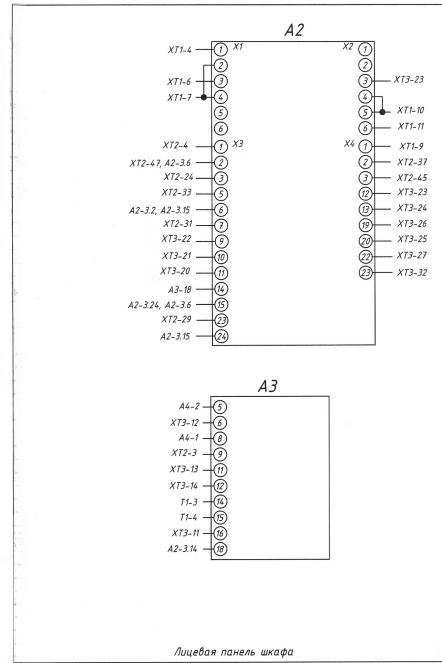 A2
X1 X2
XT1-4 1 1
2 2
XT1-6 3 3 XT3-23
XT1-7 4 4
5 5 XT1-10
6 6 XT1-11
X3 X4
XT2-4 1 1 XT1-9
XT2-47, A2-3.6 2 2 XT2-37
XT2-24 3 3 XT2-45
XT2-33 5 12 XT3-23
A2-3.2, A2-3.15 6 13 XT3-24
XT2-31 7 19 XT3-26
XT3-22 9 20 XT3-25
XT3-21 10 22 XT3-27
XT3-20 11 23 XT3-32
A3-18 14
A2-3.24, A2-3.6 15
XT2-29 23
A2-3.15 24
A3
A4-2 5
XT3-12 6
A4-1 8
XT2-3 9
XT3-13 11
XT3-14 12
T1-3 14
T1-4 15
XT3-11 16
A2-3.14 18
Лицевая панель шкафа